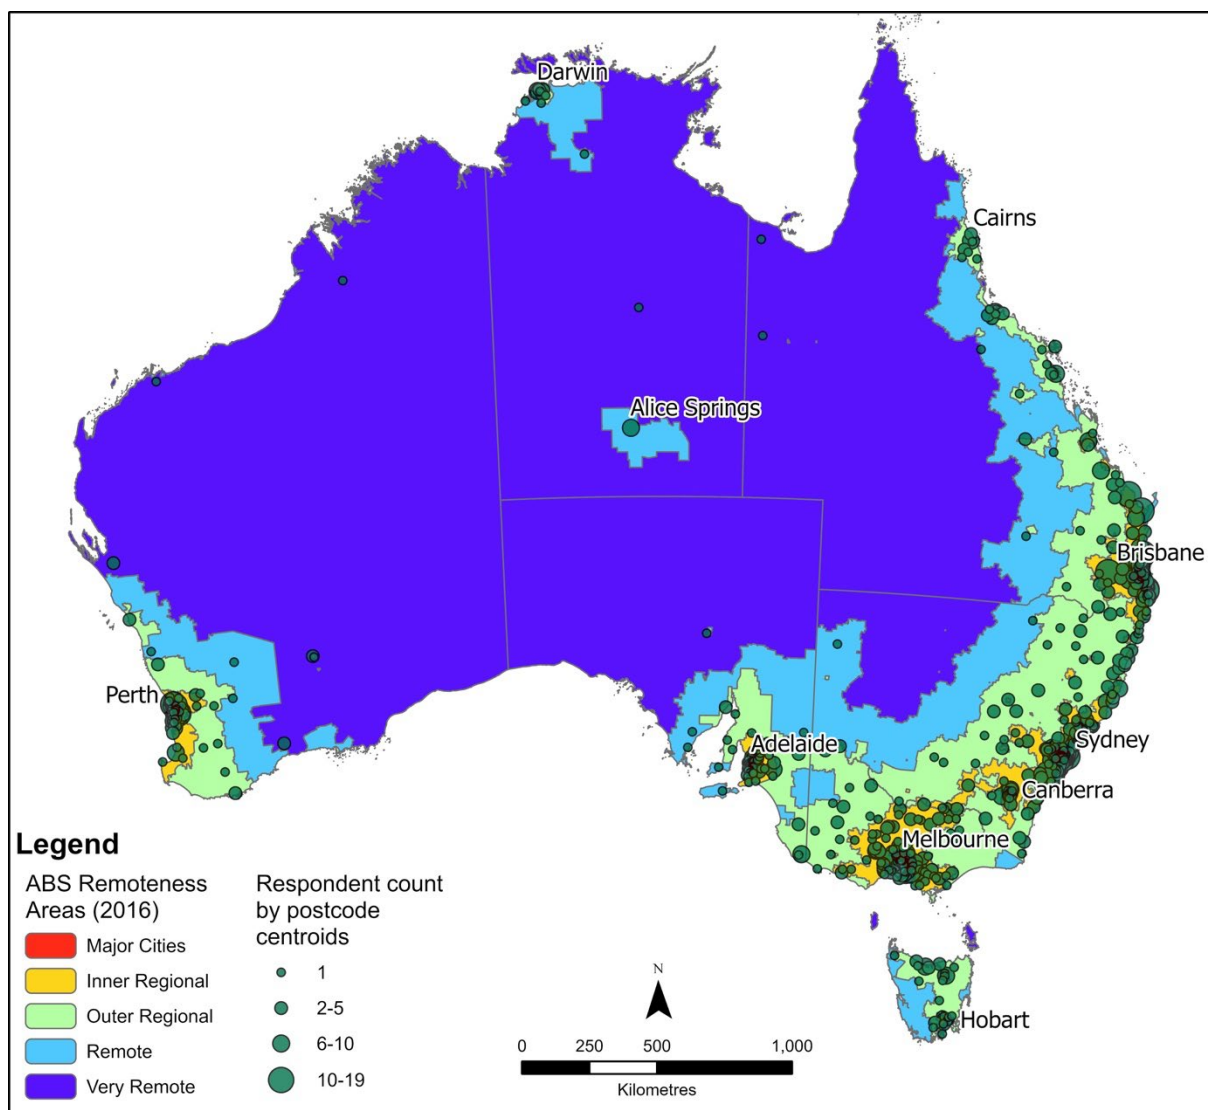 Darwin
Cairns
Alice Springs
Brisbane
Perth
Adelaide
Sydney
Canberra
Melbourne
Hobart
Legend
ABS Remoteness
Areas (2016)
Major Cities
Inner Regional
Outer Regional
Remote
Very Remote
Respondent count
by postcode
centroids
1
2-5
6-10
10-19
N
0 250 500 1,000
Kilometres